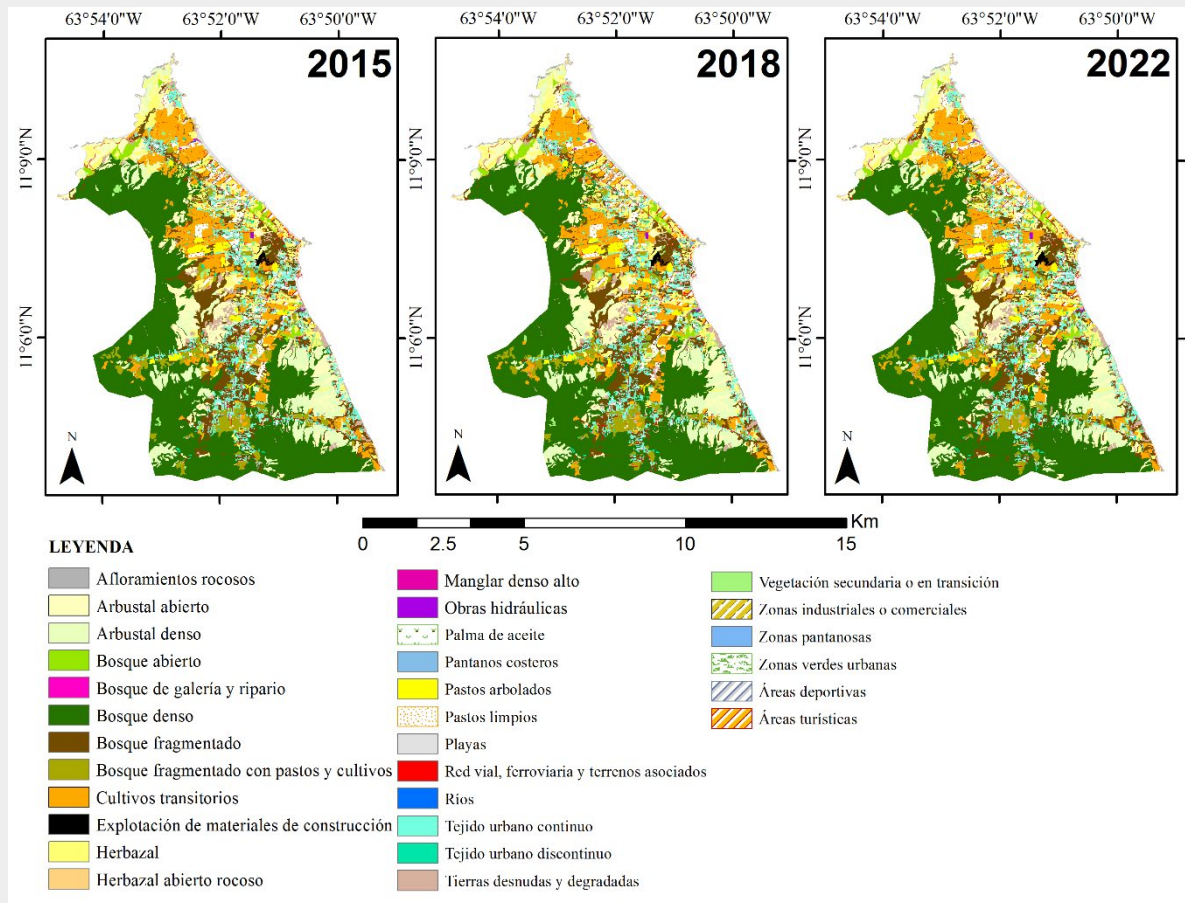 63°54'0"W 63°52'0"W 63°50'0"W 63°54'0"W 63°52'0"W 63°50'0"W 63°54'0"W 63°52'0"W 63°50'0"W
2015 2018 2022
11°9'0"N 11°9'0"N 11°9'0"N
11°6'0"N 11°6'0"N 11°6'0"N
N N N
Km
0 2.5 5 10 15
LEYENDA
Afloramientos rocosos
Arbustal abierto
Arbustal denso
Bosque abierto
Bosque de galería y ripario
Bosque denso
Bosque fragmentado
Bosque fragmentado con pastos y cultivos
Cultivos transitorios
Explotación de materiales de construcción
Herbazal
Herbazal abierto rocoso
Manglar denso alto
Obras hidráulicas
Palma de aceite
Pantanos costeros
Pastos arbolados
Pastos limpios
Playas
Red vial, ferroviaria y terrenos asociados
Ríos
Tejido urbano continuo
Tejido urbano discontinuo
Tierras desnudas y degradadas
Vegetación secundaria o en transición
Zonas industriales o comerciales
Zonas pantanosas
Zonas verdes urbanas
Áreas deportivas
Áreas turísticas